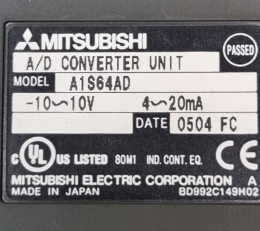 MITSUBISHI PASSED
A/D CONVERTER UNIT
MODEL A1S64AD
-10∼10V 4∼20mA
DATE 0504 FC
c UL US LISTED 80M1 IND. CONT. EQ. CE
MITSUBISHI ELECTRIC CORPORATION A
MADE IN JAPAN BD992C149H02